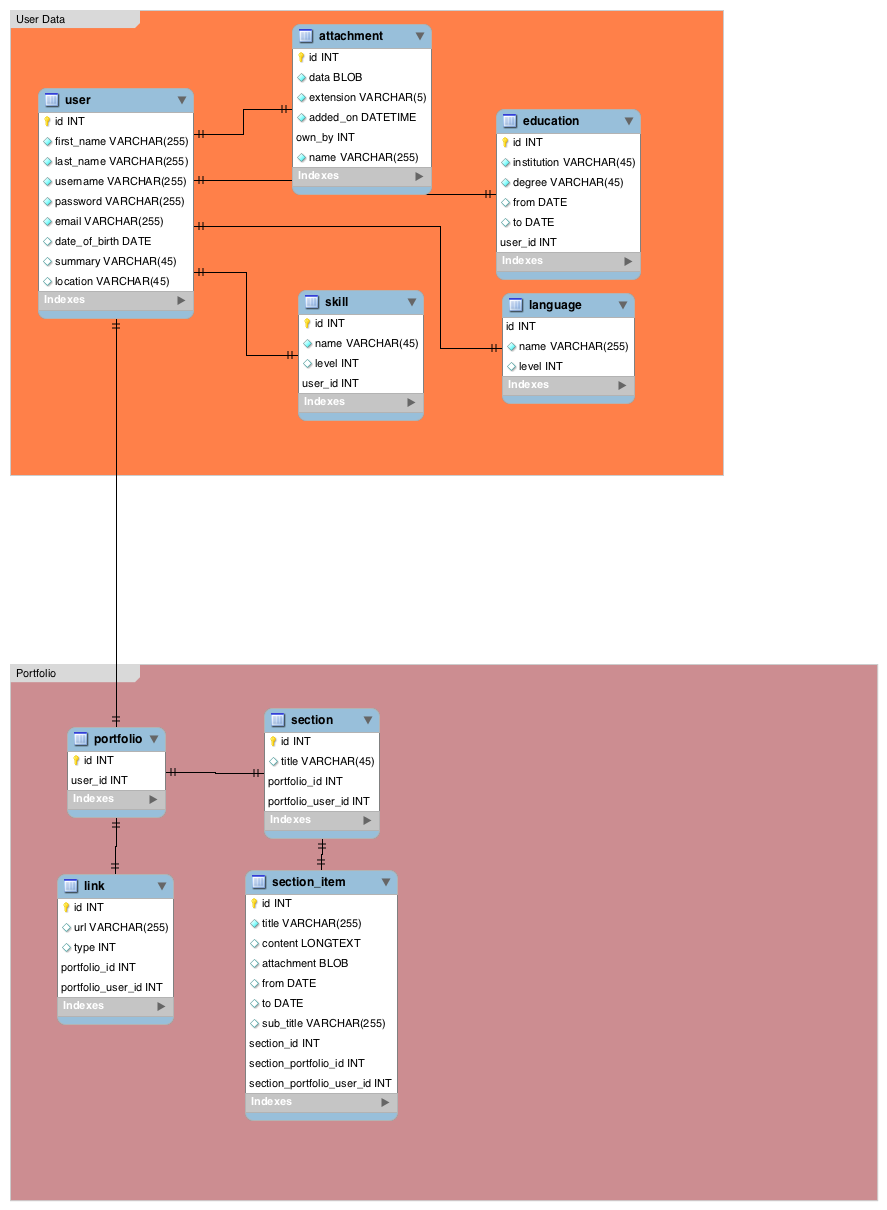 User Data
attachment
id INT
data BLOB
extension VARCHAR(5)
added_on DATETIME
own_by INT
name VARCHAR(255)
Indexes
user
id INT
first_name VARCHAR(255)
last_name VARCHAR(255)
username VARCHAR(255)
password VARCHAR(255)
email VARCHAR(255)
date_of_birth DATE
summary VARCHAR(45)
location VARCHAR(45)
Indexes
education
id INT
institution VARCHAR(45)
degree VARCHAR(45)
from DATE
to DATE
user_id INT
Indexes
skill
id INT
name VARCHAR(45)
level INT
user_id INT
Indexes
language
id INT
name VARCHAR(255)
level INT
Indexes
Portfolio
portfolio
id INT
user_id INT
Indexes
section
id INT
title VARCHAR(45)
portfolio_id INT
portfolio_user_id INT
Indexes
link
id INT
url VARCHAR(255)
type INT
portfolio_id INT
portfolio_user_id INT
Indexes
section_item
id INT
title VARCHAR(255)
content LONGTEXT
attachment BLOB
from DATE
to DATE
sub_title VARCHAR(255)
section_id INT
section_portfolio_id INT
section_portfolio_user_id INT
Indexes